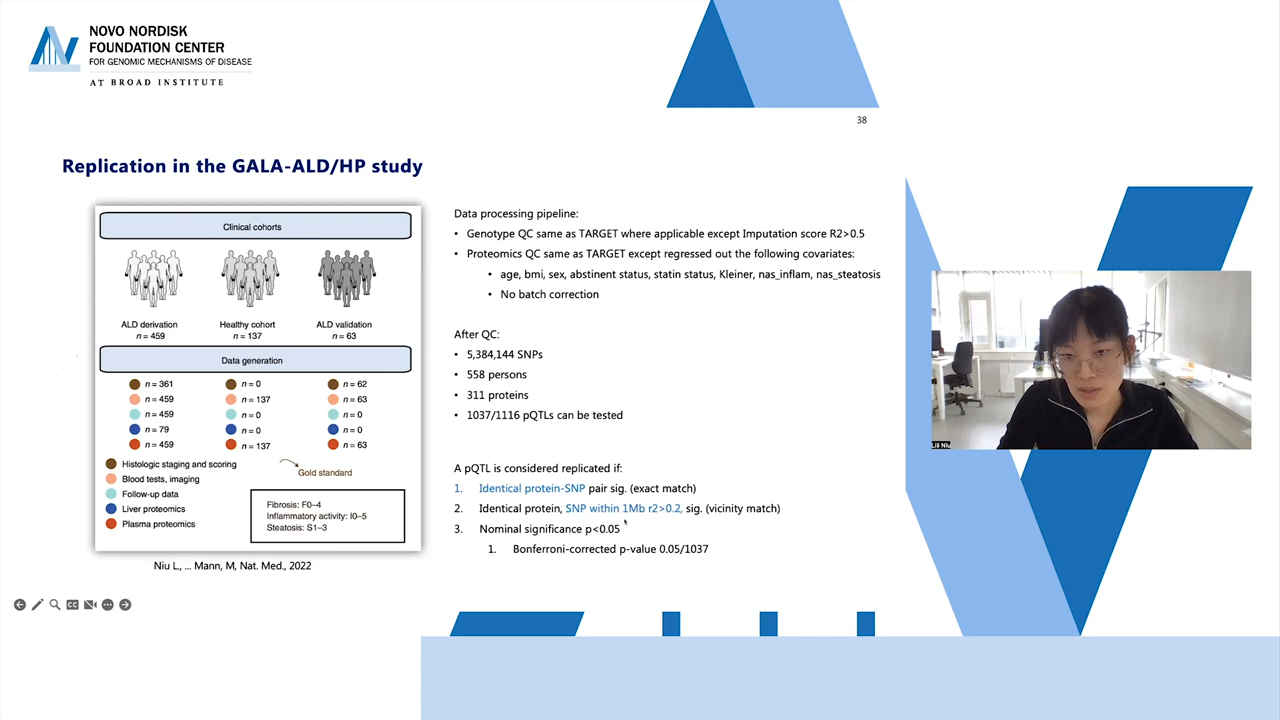 NOVO NORDISK
FOUNDATION CENTER
FOR GENOMIC MECHANISMS OF DISEASE
AT BROAD INSTITUTE
38
Replication in the GALA-ALD/HP study
Clinical cohorts
ALD derivation
n = 459
Healthy cohort
n = 137
ALD validation
n = 63
Data generation
n = 361
n = 0
n = 62
n = 459
n = 137
n = 63
n = 459
n = 0
n = 0
n = 79
n = 0
n = 0
n = 459
n = 137
n = 63
Histologic staging and scoring
Blood tests, imaging
Follow-up data
Liver proteomics
Plasma proteomics
Gold standard
Fibrosis: F0–4
Inflammatory activity: I0–5
Steatosis: S1–3
Niu L., ... Mann, M, Nat. Med., 2022
Data processing pipeline:
• Genotype QC same as TARGET where applicable except Imputation score R2>0.5
• Proteomics QC same as TARGET except regressed out the following covariates:
• age, bmi, sex, abstinent status, statin status, Kleiner, nas_inflam, nas_steatosis
• No batch correction
After QC:
• 5,384,144 SNPs
• 558 persons
• 311 proteins
• 1037/1116 pQTLs can be tested
A pQTL is considered replicated if:
1. Identical protein-SNP pair sig. (exact match)
2. Identical protein, SNP within 1Mb r2>0.2, sig. (vicinity match)
3. Nominal significance p<0.05
1. Bonferroni-corrected p-value 0.05/1037
Lili Niu
CC